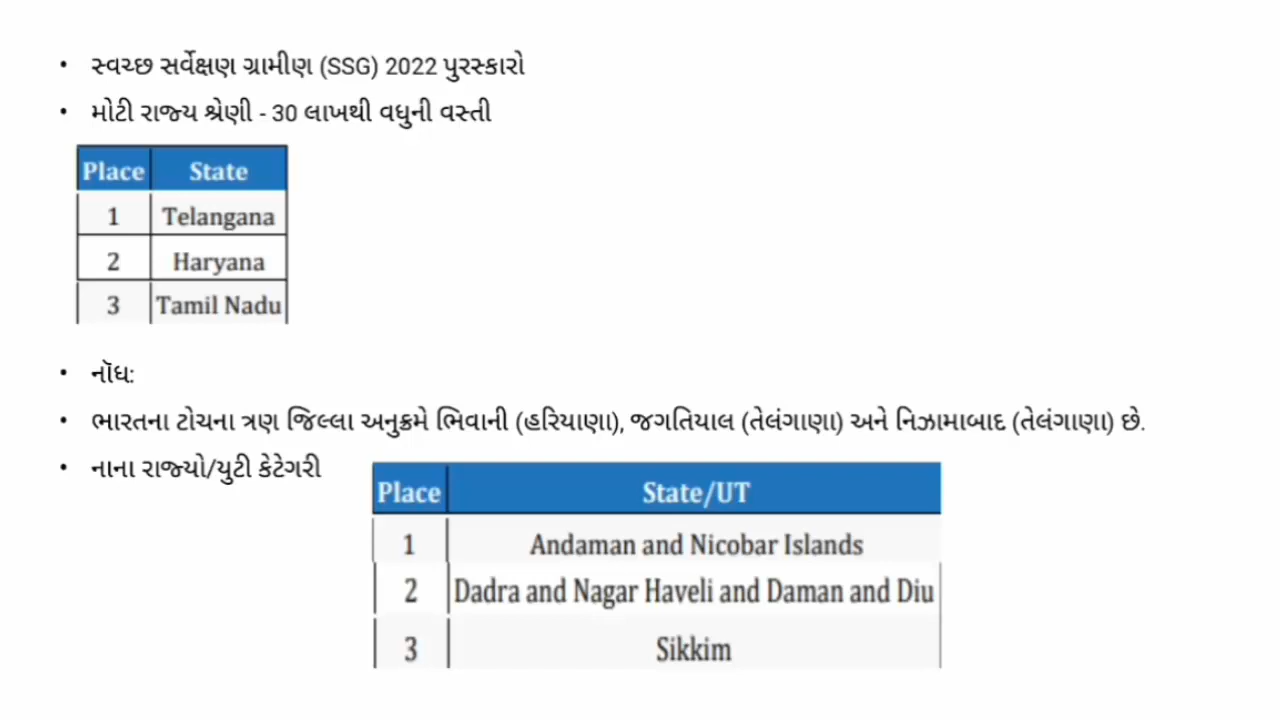 • સ્વચ્છ સર્વેક્ષણ ગ્રામીણ (SSG) 2022 પુરસ્કારો
• મોટી રાજ્ય શ્રેણી - 30 લાખથી વધુની વસ્તી
Place State
1 Telangana
2 Haryana
3 Tamil Nadu
• નૉધ:
• ભારતના ટોચના ત્રણ જિલ્લા અનુક્રમે ભિવાની (હરિયાણા), જગતિયાલ (તેલંગાણા) અને નિઝામાબાદ (તેલંગાણા) છે.
• નાના રાજ્યો/યુટી કેટેગરી
Place State/UT
1 Andaman and Nicobar Islands
2 Dadra and Nagar Haveli and Daman and Diu
3 Sikkim